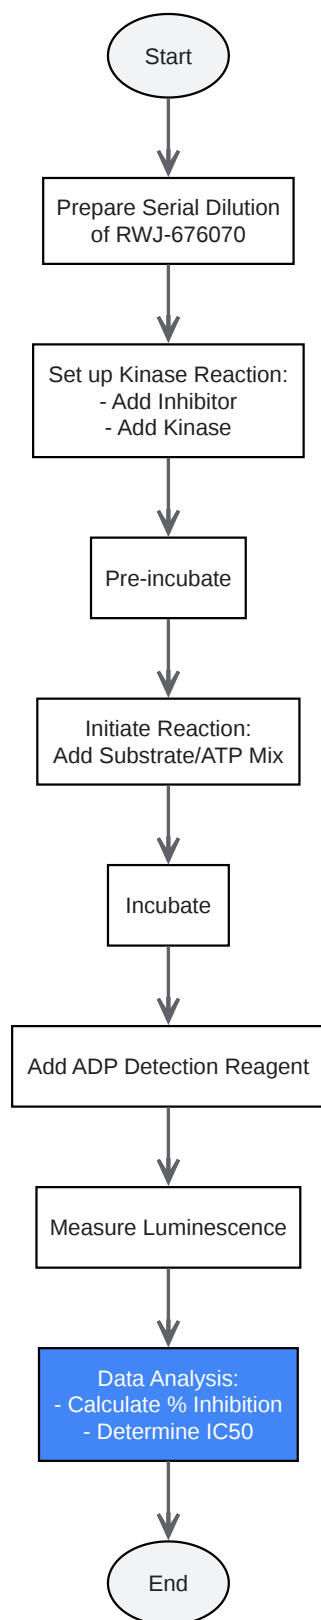 Start
Prepare Serial Dilution
of RWJ-676070
Set up Kinase Reaction:
- Add Inhibitor
- Add Kinase
Pre-incubate
Initiate Reaction:
Add Substrate/ATP Mix
Incubate
Add ADP Detection Reagent
Measure Luminescence
Data Analysis:
- Calculate % Inhibition
- Determine IC50
End